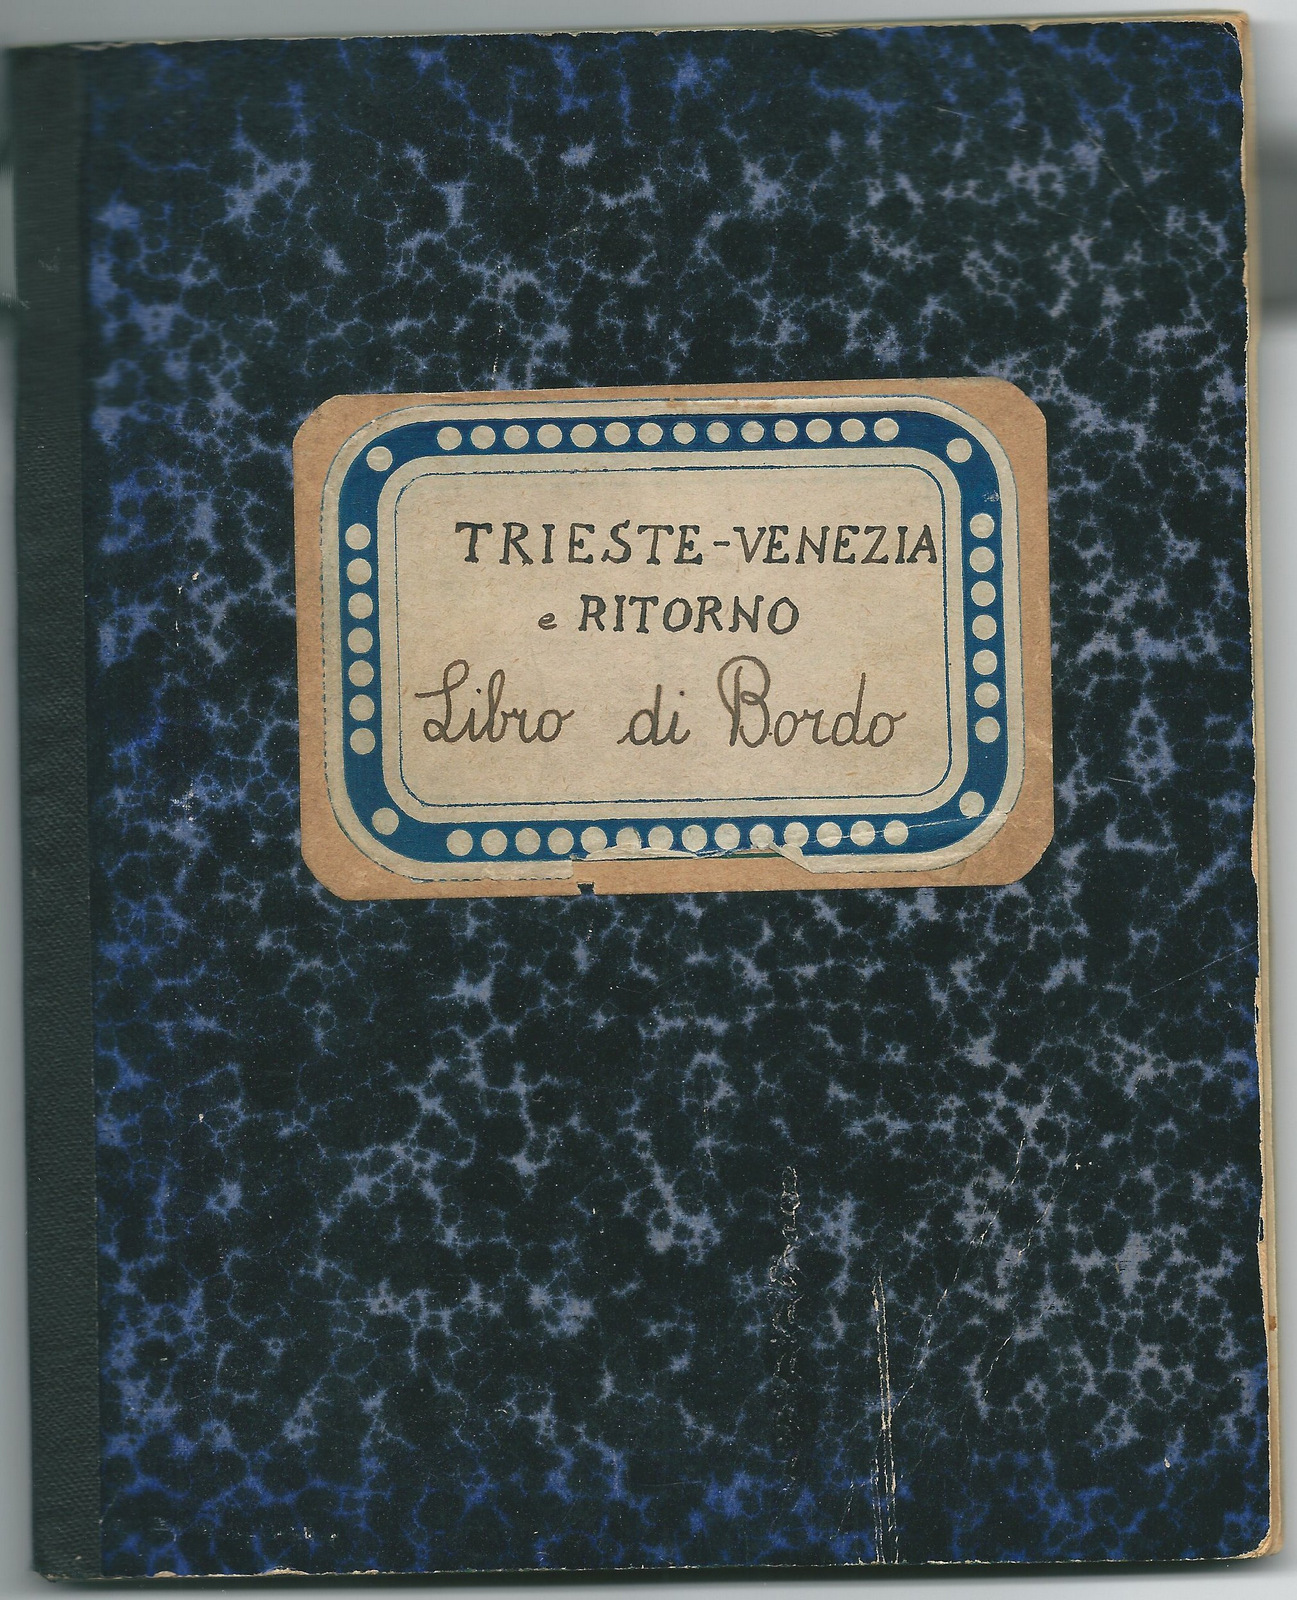 TRIESTE-VENEZIA
e RITORNO
Libro di Bordo